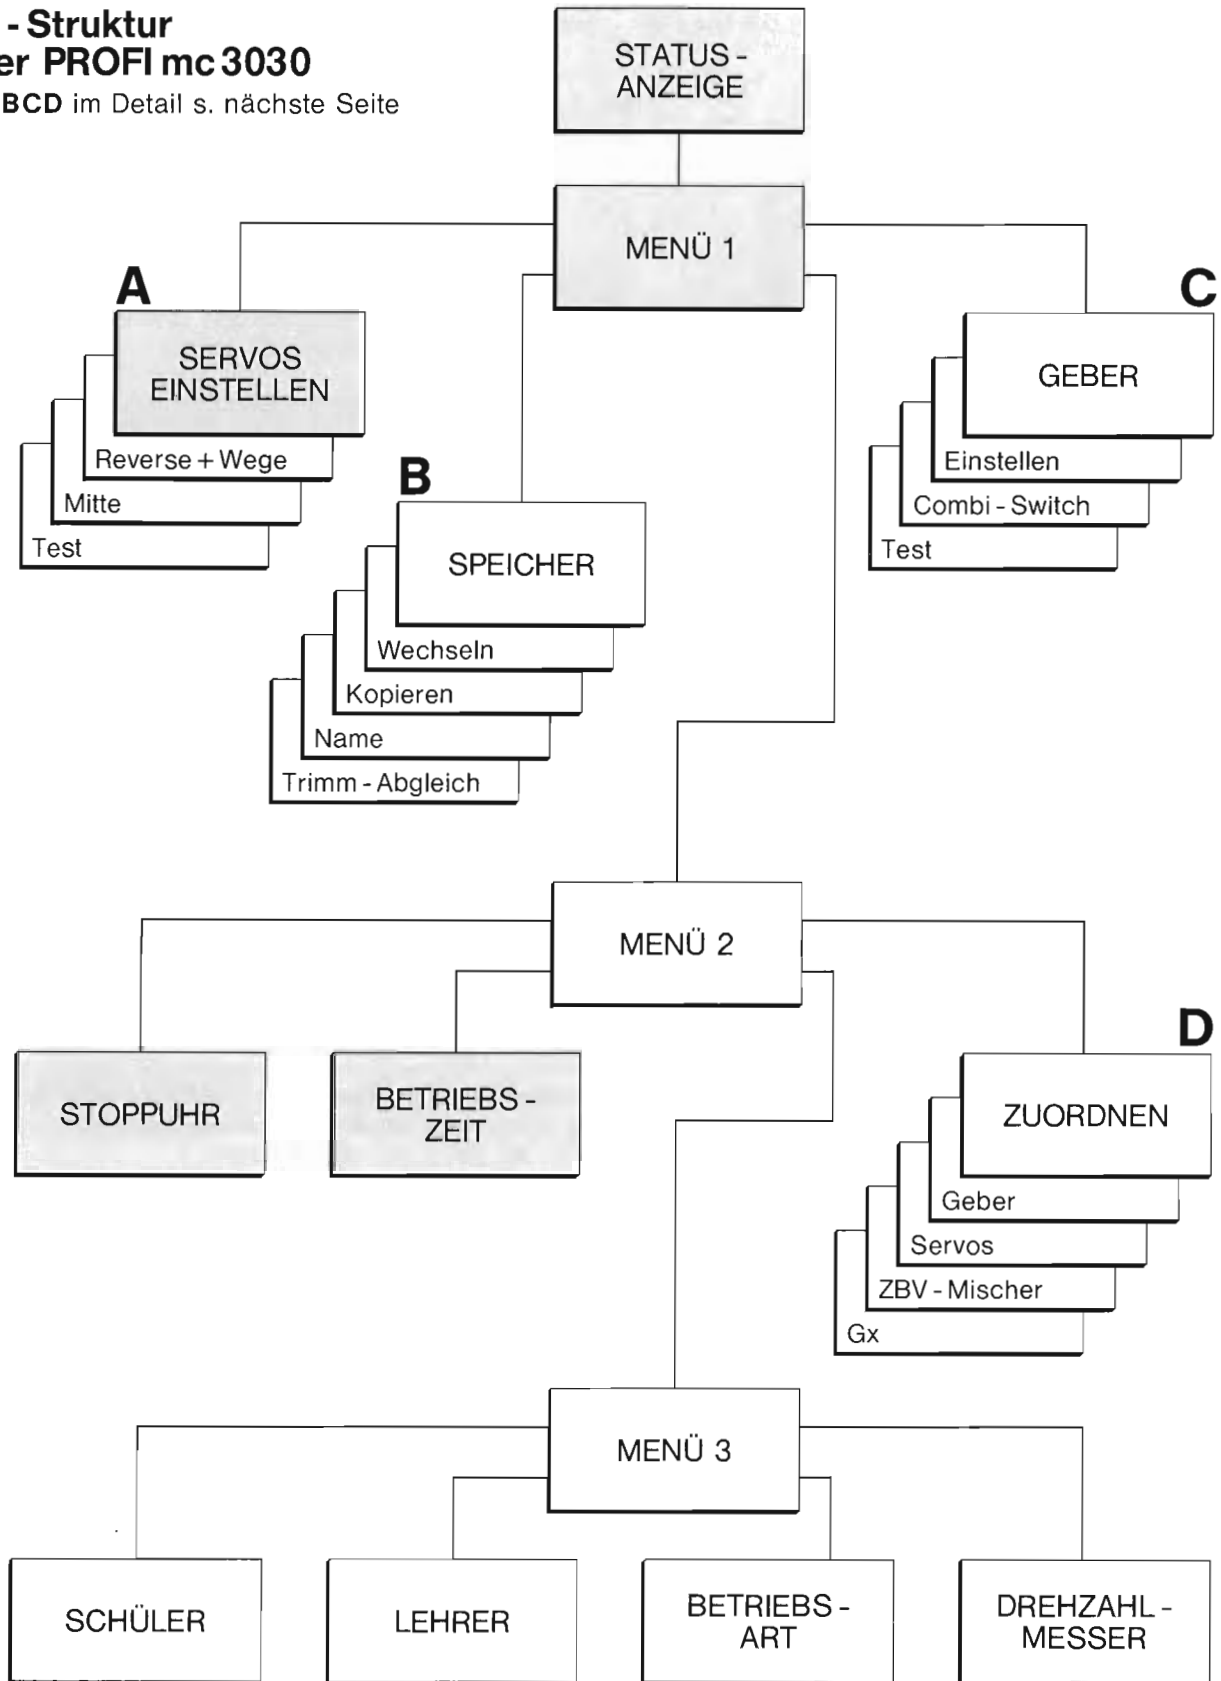 - Struktur
er PROFI mc 3030
BCD im Detail s. nächste Seite
STATUS -
ANZEIGE
MENÜ 1
A
SERVOS
EINSTELLEN
Reverse + Wege
Mitte
Test
B
SPEICHER
Wechseln
Kopieren
Name
Trimm - Abgleich
C
GEBER
Einstellen
Combi - Switch
Test
MENÜ 2
STOPPUHR
BETRIEBS -
ZEIT
D
ZUORDNEN
Geber
Servos
ZBV - Mischer
Gx
MENÜ 3
SCHÜLER
LEHRER
BETRIEBS -
ART
DREHZAHL -
MESSER